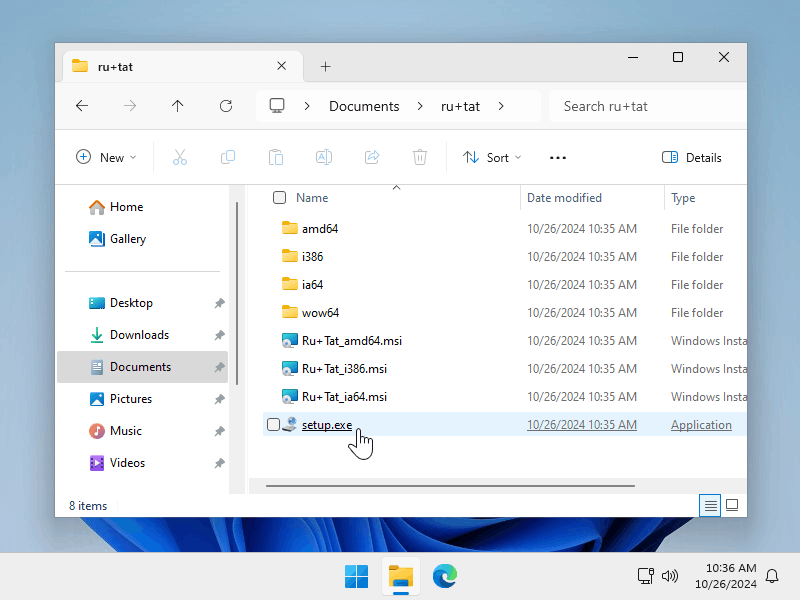 ru+tat
Documents
ru+tat
Search ru+tat
New
Sort
Details
Home
Gallery
Desktop
Downloads
Documents
Pictures
Music
Videos
Name Date modified Type
amd64 10/26/2024 10:35 AM File folder
i386 10/26/2024 10:35 AM File folder
ia64 10/26/2024 10:35 AM File folder
wow64 10/26/2024 10:35 AM File folder
Ru+Tat_amd64.msi 10/26/2024 10:35 AM Windows Insta
Ru+Tat_i386.msi 10/26/2024 10:35 AM Windows Insta
Ru+Tat_ia64.msi 10/26/2024 10:35 AM Windows Insta
setup.exe 10/26/2024 10:35 AM Application
8 items
10:36 AM
10/26/2024